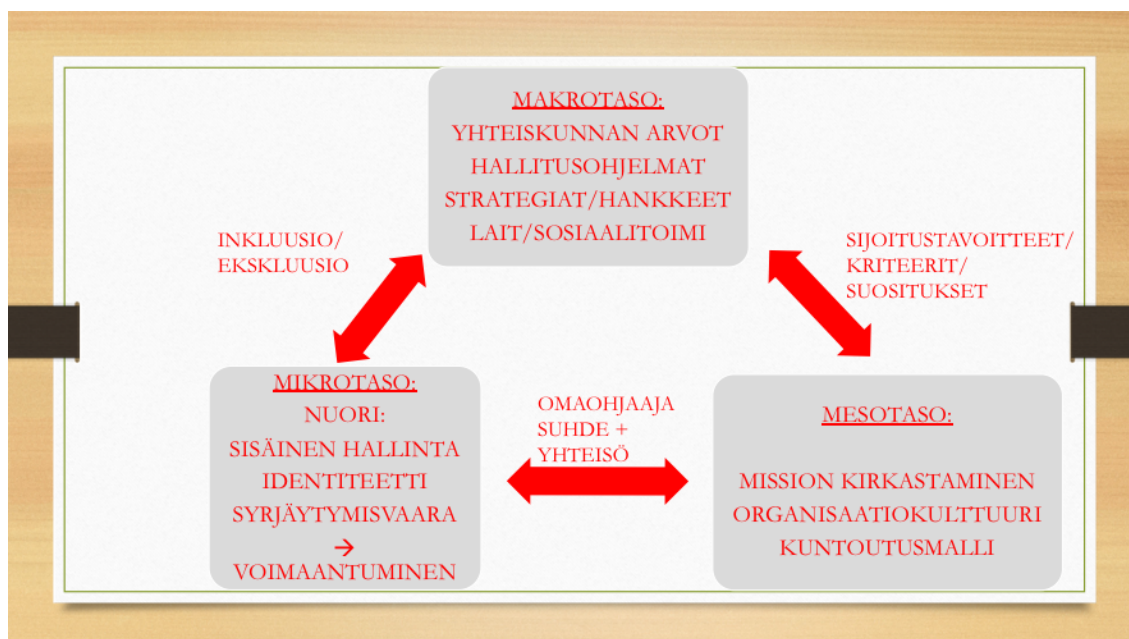 MAKROTASO:
YHTEISKUNNAN ARVOT
HALLITUSOHJELMAT
STRATEGIAT/HANKKEET
LAIT/SOSIAALITOIMI
INKLUUSIO/
EKSKLUUSIO
SIJOITUSTAVOITTEET/
KRITEERIT/
SUOSITUKSET
MIKROTASO:
NUORI:
SISÄINEN HALLINTA
IDENTITEETTI
SYRJÄYTYMISVAARA
→
VOIMAANTUMINEN
OMAOHJAAJA
SUHDE +
YHTEISÖ
MESOTASO:
MISSION KIRKASTAMINEN
ORGANISAATIOKULTTUURI
KUNTOUTUSMALLI